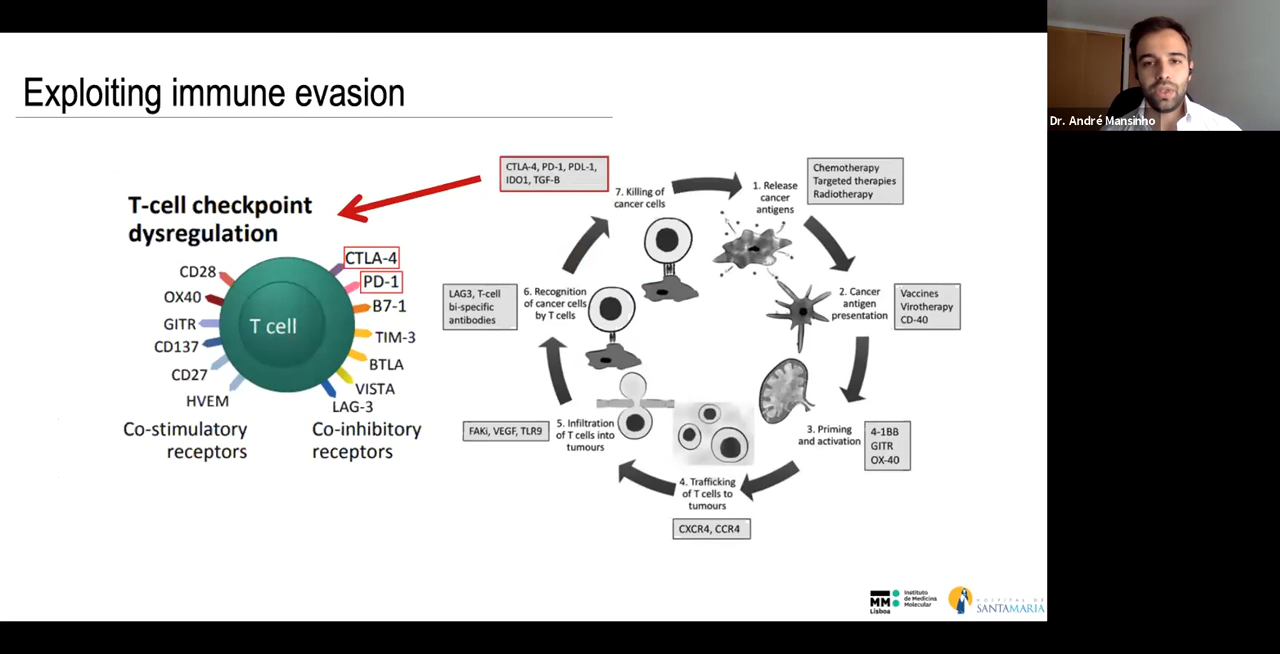 Exploiting immune evasion
Dr. André Mansinho
T-cell checkpoint
dysregulation
CD28
OX40
GITR
CD137
CD27
HVEM
T cell
CTLA-4
PD-1
B7-1
TIM-3
BTLA
VISTA
LAG-3
Co-stimulatory
receptors
Co-inhibitory
receptors
CTLA-4, PD-1, PDL-1,
IDO1, TGF-B
7. Killing of
cancer cells
1. Release
cancer
antigens
Chemotherapy
Targeted therapies
Radiotherapy
2. Cancer
antigen
presentation
Vaccines
Virotherapy
CD-40
3. Priming
and activation
4-1BB
GITR
OX-40
4. Trafficking
of T cells to
tumours
CXCR4, CCR4
5. Infiltration
of T cells into
tumours
FAKi, VEGF, TLR9
6. Recognition
of cancer cells
by T cells
LAG3, T-cell
bi-specific
antibodies
MM
Lisboa
Instituto
de Medicina
Molecular
HOSPITAL DE
SANTAMARIA